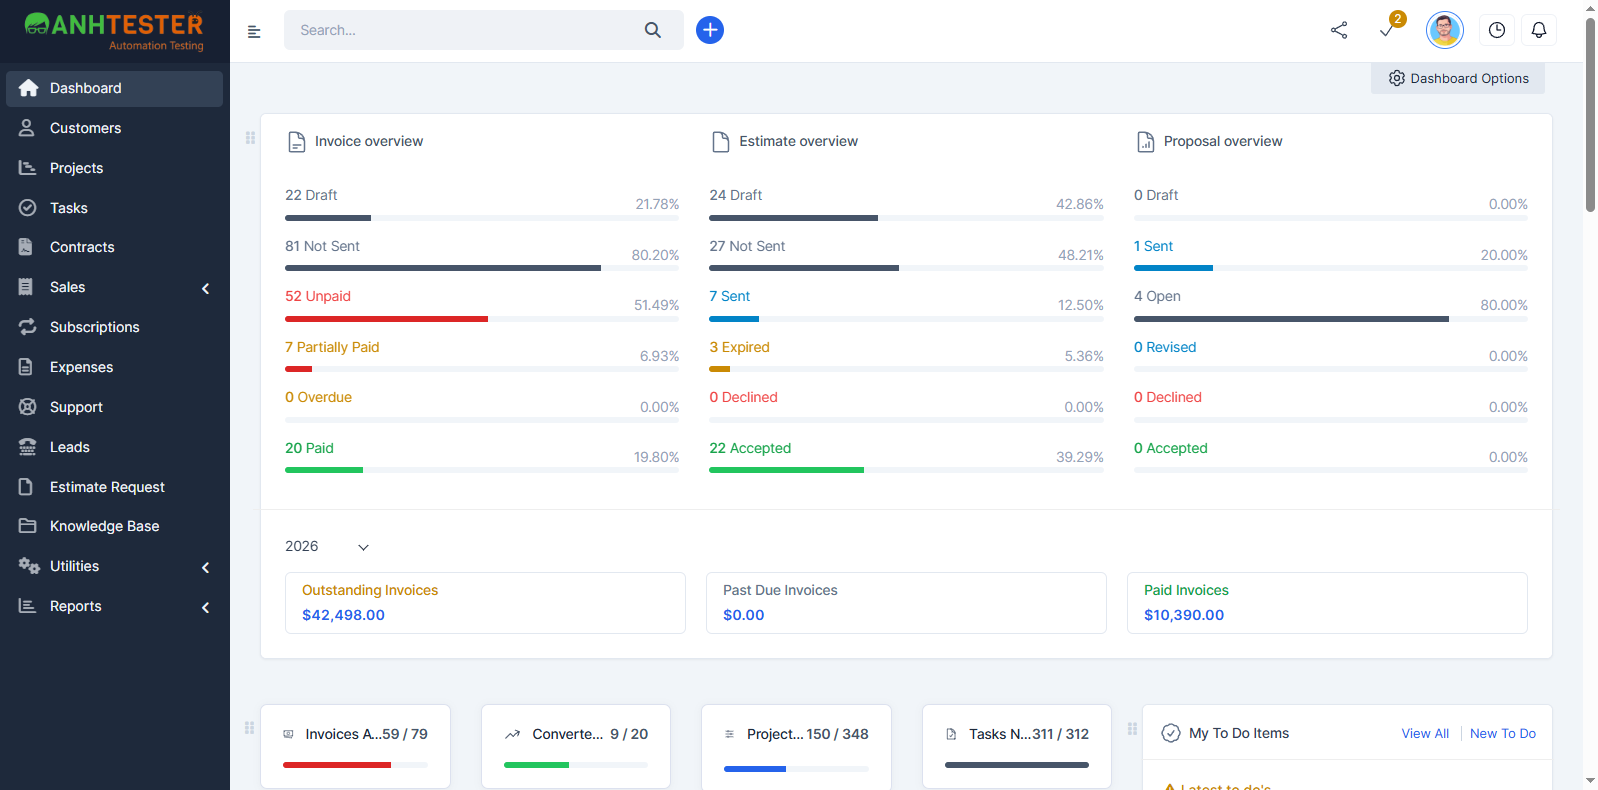 ANHTESTER
Automation Testing
Search...
2
Dashboard
Customers
Projects
Tasks
Contracts
Sales
Subscriptions
Expenses
Support
Leads
Estimate Request
Knowledge Base
Utilities
Reports
Dashboard Options
Invoice overview
22 Draft
21.78%
81 Not Sent
80.20%
52 Unpaid
51.49%
7 Partially Paid
6.93%
0 Overdue
0.00%
20 Paid
19.80%
Estimate overview
24 Draft
42.86%
27 Not Sent
48.21%
7 Sent
12.50%
3 Expired
5.36%
0 Declined
0.00%
22 Accepted
39.29%
Proposal overview
0 Draft
0.00%
1 Sent
20.00%
4 Open
80.00%
0 Revised
0.00%
0 Declined
0.00%
0 Accepted
0.00%
2026
Outstanding Invoices
$42,498.00
Past Due Invoices
$0.00
Paid Invoices
$10,390.00
Invoices A...59 / 79
Converte... 9 / 20
Project... 150 / 348
Tasks N...311 / 312
My To Do Items
View All
New To Do
Latest to do's